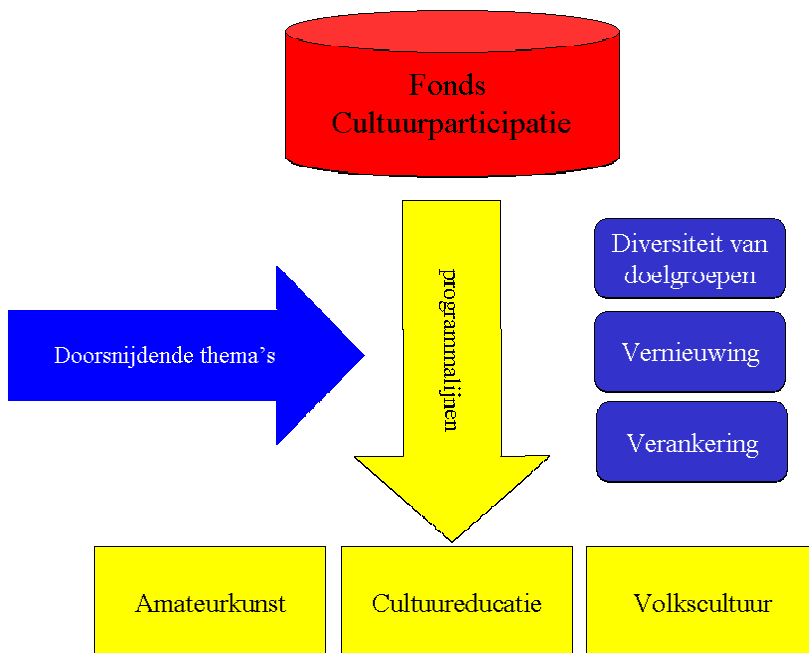 Fonds
Cultuurparticipatie
programmalijnen
Diversiteit van
doelgroepen
Doorsnijdende thema's
Vernieuwing
Verankering
Amateurkunst
Cultuureducatie
Volkscultuur